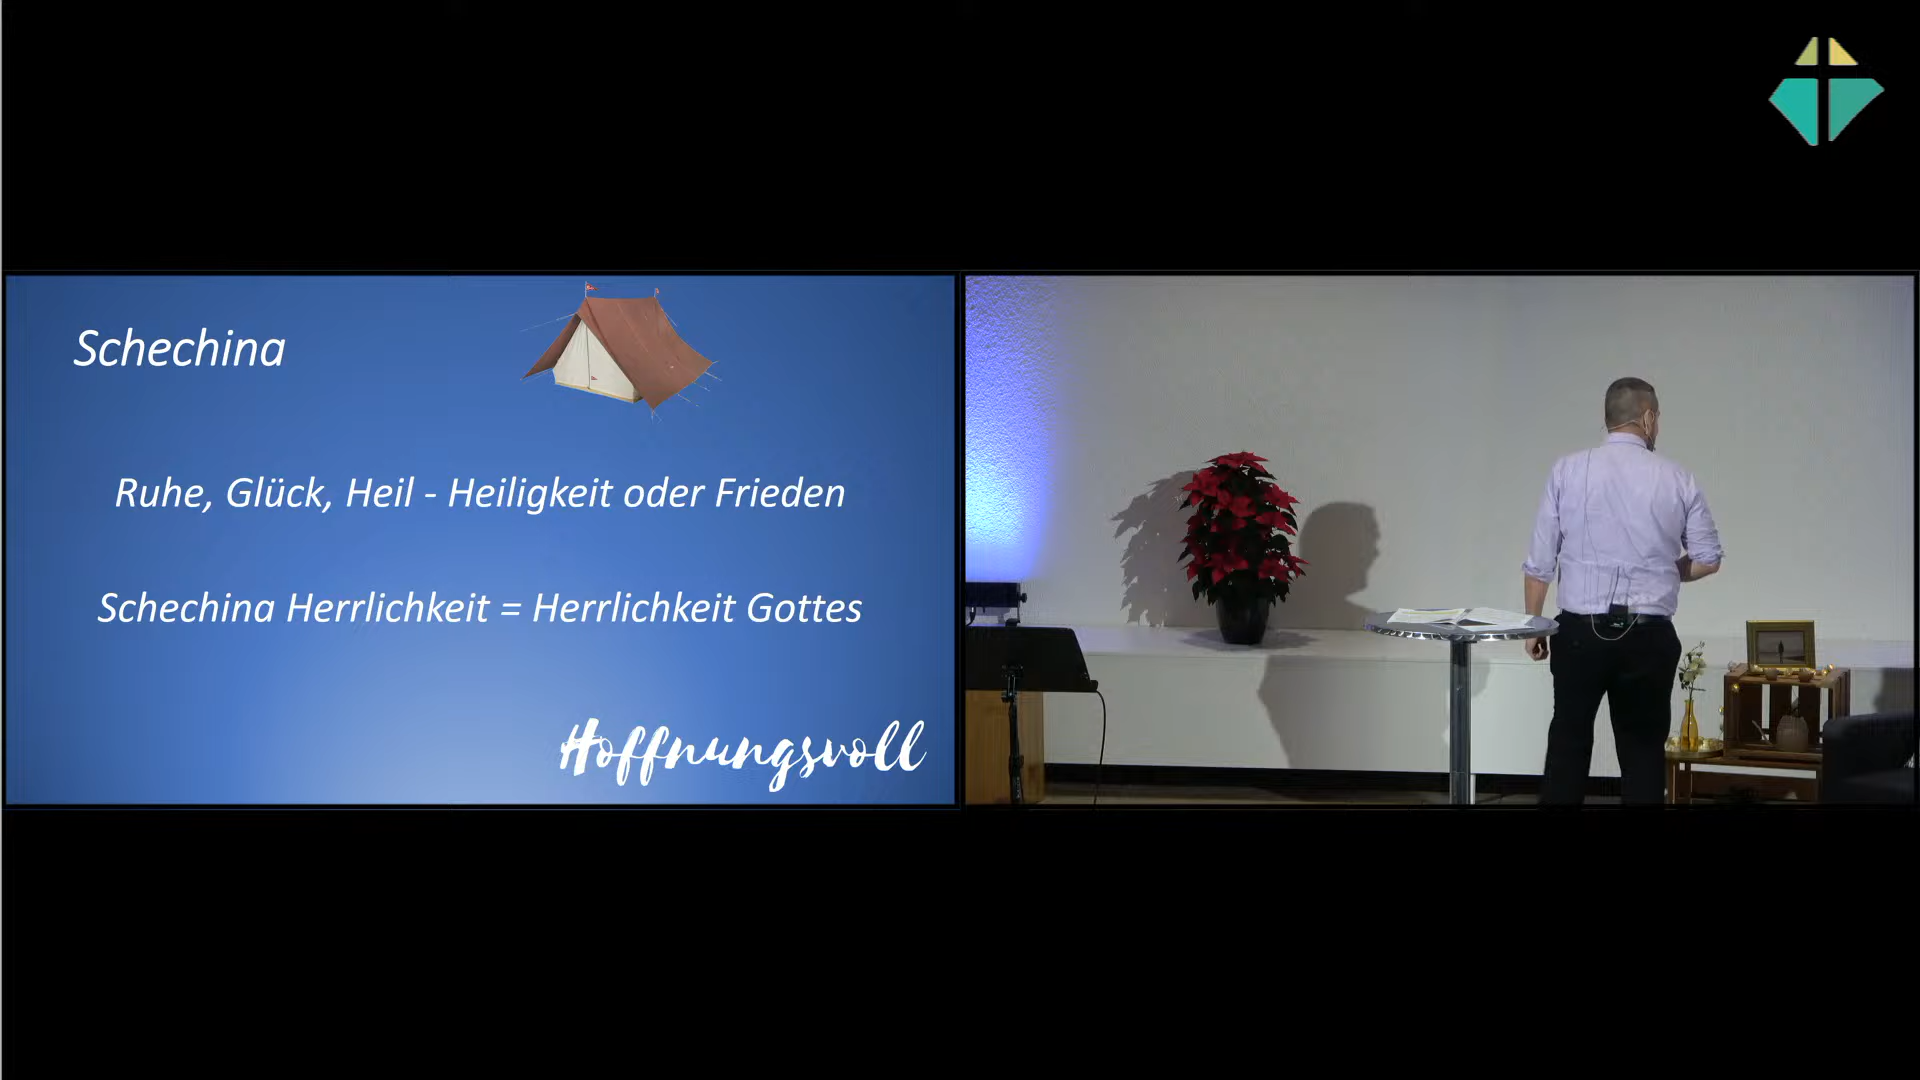 Schechina
Ruhe, Glück, Heil - Heiligkeit oder Frieden
Schechina Herrlichkeit = Herrlichkeit Gottes
Hoffnungsvoll